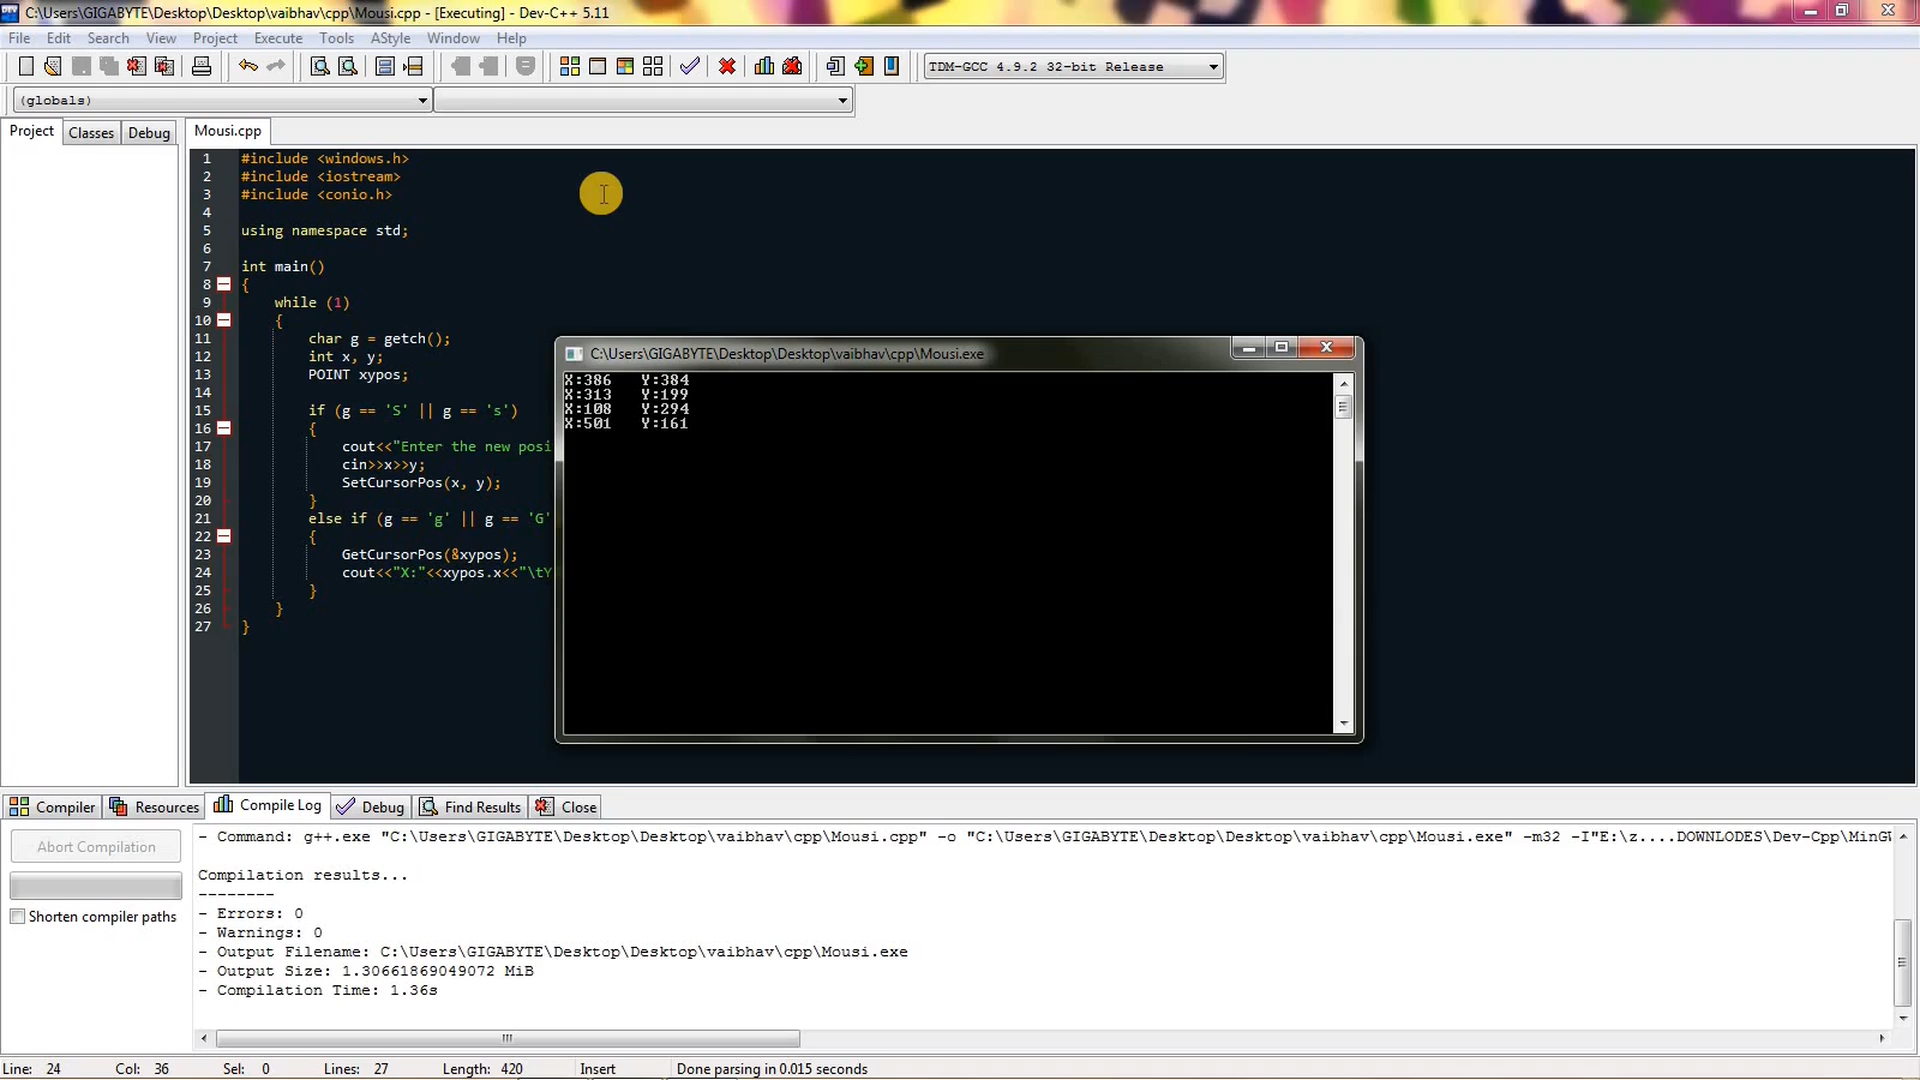 C:\Users\GIGABYTE\Desktop\Desktop\vaibhav\cpp\Mousi.cpp - [Executing] - Dev-C++ 5.11
File Edit Search View Project Execute Tools AStyle Window Help
TDM-GCC 4.9.2 32-bit Release
(globals)
Project Classes Debug Mousi.cpp
1 #include <windows.h>
2 #include <iostream>
3 #include <conio.h>
4
5 using namespace std;
6
7 int main()
8 {
9 while (1)
10 {
11 char g = getch();
12 int x, y;
13 POINT xypos;
14
15 if (g == 'S' || g == 's')
16 {
17 cout<<"Enter the new posi
18 cin>>x>>y;
19 SetCursorPos(x, y);
20 }
21 else if (g == 'g' || g == 'G'
22 {
23 GetCursorPos(&xypos);
24 cout<<"X:"<<xypos.x<<"\tY
25 }
26 }
27 }
C:\Users\GIGABYTE\Desktop\Desktop\vaibhav\cpp\Mousi.exe
X:386 Y:384
X:313 Y:199
X:108 Y:294
X:501 Y:161
Compiler Resources Compile Log Debug Find Results Close
Abort Compilation
Shorten compiler paths
- Command: g++.exe "C:\Users\GIGABYTE\Desktop\Desktop\vaibhav\cpp\Mousi.cpp" -o "C:\Users\GIGABYTE\Desktop\Desktop\vaibhav\cpp\Mousi.exe" -m32 -I"E:\z....DOWNLODES\Dev-Cpp\MinGW
Compilation results...
--------
- Errors: 0
- Warnings: 0
- Output Filename: C:\Users\GIGABYTE\Desktop\Desktop\vaibhav\cpp\Mousi.exe
- Output Size: 1.30661869049072 MiB
- Compilation Time: 1.36s
Line: 24 Col: 36 Sel: 0 Lines: 27 Length: 420 Insert Done parsing in 0.015 seconds